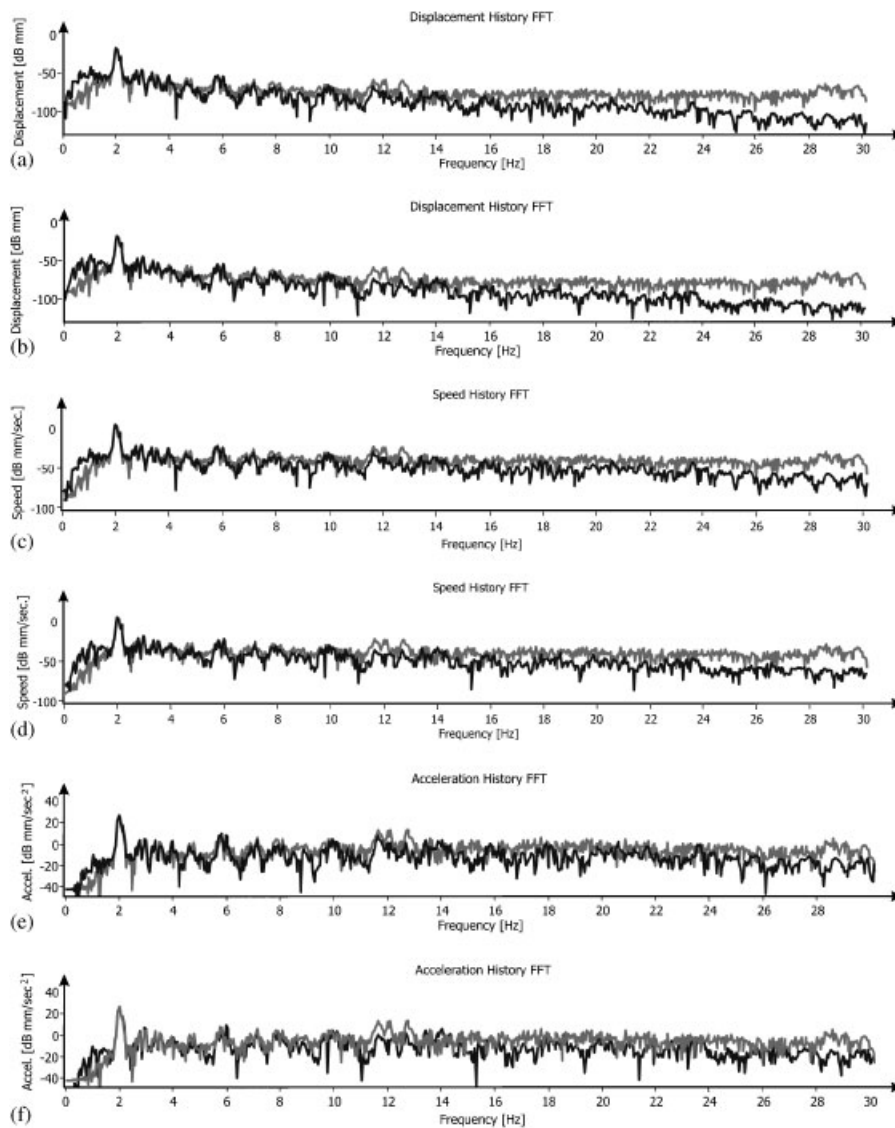 Displacement History FFT
Displacement [dB mm]
0
-50
-100
0 2 4 6 8 10 12 14 16 18 20 22 24 26 28 30
Frequency [Hz]
(a)
Displacement History FFT
Displacement [dB mm]
0
-50
-100
0 2 4 6 8 10 12 14 16 18 20 22 24 26 28 30
Frequency [Hz]
(b)
Speed History FFT
Speed [dB mm/sec.]
0
-50
-100
0 2 4 6 8 10 12 14 16 18 20 22 24 26 28 30
Frequency [Hz]
(c)
Speed History FFT
Speed [dB mm/sec.]
0
-50
-100
0 2 4 6 8 10 12 14 16 18 20 22 24 26 28 30
Frequency [Hz]
(d)
Acceleration History FFT
Accel. [dB mm/sec²]
40
20
0
-20
-40
0 2 4 6 8 10 12 14 16 18 20 22 24 26 28
Frequency [Hz]
(e)
Acceleration History FFT
Accel. [dB mm/sec²]
40
20
0
-20
-40
0 2 4 6 8 10 12 14 16 18 20 22 24 26 28 30
Frequency [Hz]
(f)